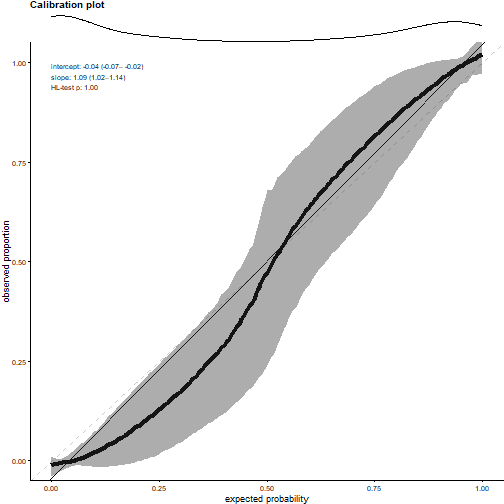 Calibration plot
intercept: -0.04 (-0.07– -0.02)
slope: 1.09 (1.02–1.14)
HL-test p: 1.00
1.00
0.75
0.50
0.25
0.00
observed proportion
0.00 0.25 0.50 0.75 1.00
expected probability